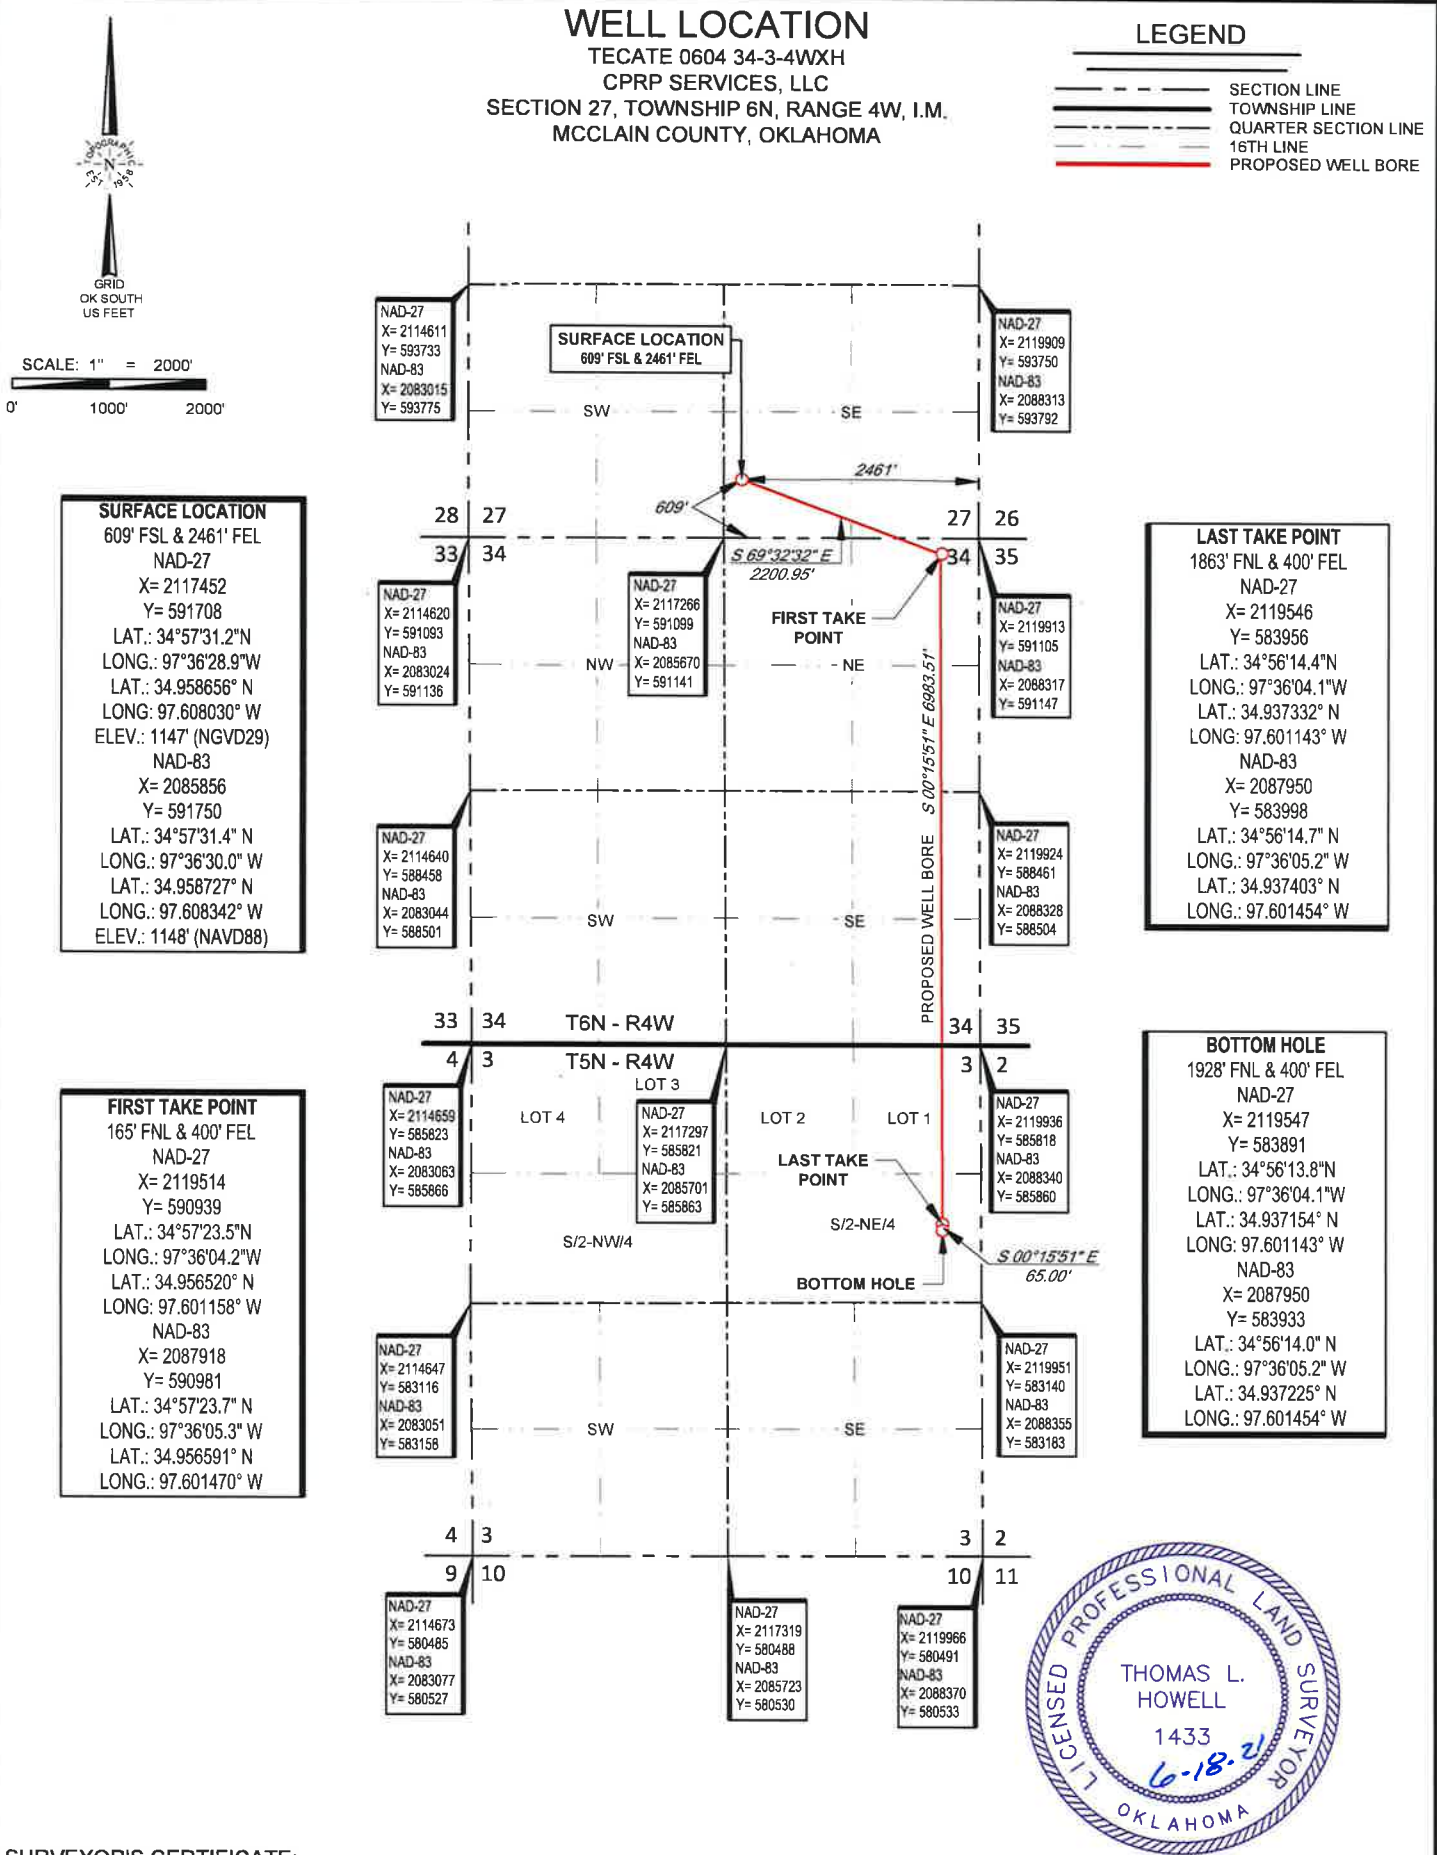 WELL LOCATION
TECATE 0604 34-3-4WXH
CPRP SERVICES, LLC
SECTION 27, TOWNSHIP 6N, RANGE 4W, I.M.
MCCLAIN COUNTY, OKLAHOMA
LEGEND
SECTION LINE
TOWNSHIP LINE
QUARTER SECTION LINE
16TH LINE
PROPOSED WELL BORE
TOPOGRAPHIC
N
EST. 1958
GRID
OK SOUTH
US FEET
SCALE: 1" = 2000'
0' 1000' 2000'
NAD-27
X= 2114611
Y= 593733
NAD-83
X= 2083015
Y= 593775
SURFACE LOCATION
609' FSL & 2461' FEL
NAD-27
X= 2119909
Y= 593750
NAD-83
X= 2088313
Y= 593792
SW SE
2461'
609'
28 27
33 34
27 26
34 35
S 69°32'32" E
2200.95'
FIRST TAKE
POINT
NAD-27
X= 2114620
Y= 591093
NAD-83
X= 2083024
Y= 591136
NAD-27
X= 2117266
Y= 591099
NAD-83
X= 2085670
Y= 591141
NAD-27
X= 2119913
Y= 591105
NAD-83
X= 2088317
Y= 591147
NW NE
PROPOSED WELL BORE S 00°15'51" E 6983.51'
NAD-27
X= 2114640
Y= 588458
NAD-83
X= 2083044
Y= 588501
NAD-27
X= 2119924
Y= 588461
NAD-83
X= 2088328
Y= 588504
SW SE
33 34 T6N - R4W 34 35
4 3 T5N - R4W 3 2
LOT 3
LOT 4 LOT 2 LOT 1
NAD-27
X= 2114659
Y= 585823
NAD-83
X= 2083063
Y= 585866
NAD-27
X= 2117297
Y= 585821
NAD-83
X= 2085701
Y= 585863
NAD-27
X= 2119936
Y= 585818
NAD-83
X= 2088340
Y= 585860
LAST TAKE
POINT
S/2-NW/4 S/2-NE/4
S 00°15'51" E
65.00'
BOTTOM HOLE
NAD-27
X= 2114647
Y= 583116
NAD-83
X= 2083051
Y= 583158
NAD-27
X= 2119951
Y= 583140
NAD-83
X= 2088355
Y= 583183
SW SE
4 3
9 10
3 2
10 11
NAD-27
X= 2114673
Y= 580485
NAD-83
X= 2083077
Y= 580527
NAD-27
X= 2117319
Y= 580488
NAD-83
X= 2085723
Y= 580530
NAD-27
X= 2119966
Y= 580491
NAD-83
X= 2088370
Y= 580533
SURFACE LOCATION
609' FSL & 2461' FEL
NAD-27
X= 2117452
Y= 591708
LAT.: 34°57'31.2"N
LONG.: 97°36'28.9"W
LAT.: 34.958656° N
LONG: 97.608030° W
ELEV.: 1147' (NGVD29)
NAD-83
X= 2085856
Y= 591750
LAT.: 34°57'31.4" N
LONG.: 97°36'30.0" W
LAT.: 34.958727° N
LONG.: 97.608342° W
ELEV.: 1148' (NAVD88)
FIRST TAKE POINT
165' FNL & 400' FEL
NAD-27
X= 2119514
Y= 590939
LAT.: 34°57'23.5"N
LONG.: 97°36'04.2"W
LAT.: 34.956520° N
LONG: 97.601158° W
NAD-83
X= 2087918
Y= 590981
LAT.: 34°57'23.7" N
LONG.: 97°36'05.3" W
LAT.: 34.956591° N
LONG.: 97.601470° W
LAST TAKE POINT
1863' FNL & 400' FEL
NAD-27
X= 2119546
Y= 583956
LAT.: 34°56'14.4"N
LONG.: 97°36'04.1"W
LAT.: 34.937332° N
LONG: 97.601143° W
NAD-83
X= 2087950
Y= 583998
LAT.: 34°56'14.7" N
LONG.: 97°36'05.2" W
LAT.: 34.937403° N
LONG.: 97.601454° W
BOTTOM HOLE
1928' FNL & 400' FEL
NAD-27
X= 2119547
Y= 583891
LAT.: 34°56'13.8"N
LONG.: 97°36'04.1"W
LAT.: 34.937154° N
LONG: 97.601143° W
NAD-83
X= 2087950
Y= 583933
LAT.: 34°56'14.0" N
LONG.: 97°36'05.2" W
LAT.: 34.937225° N
LONG.: 97.601454° W
LICENSED PROFESSIONAL LAND SURVEYOR
THOMAS L.
HOWELL
1433
6-18-21
OKLAHOMA
SURVEYOR'S CERTIFICATE: